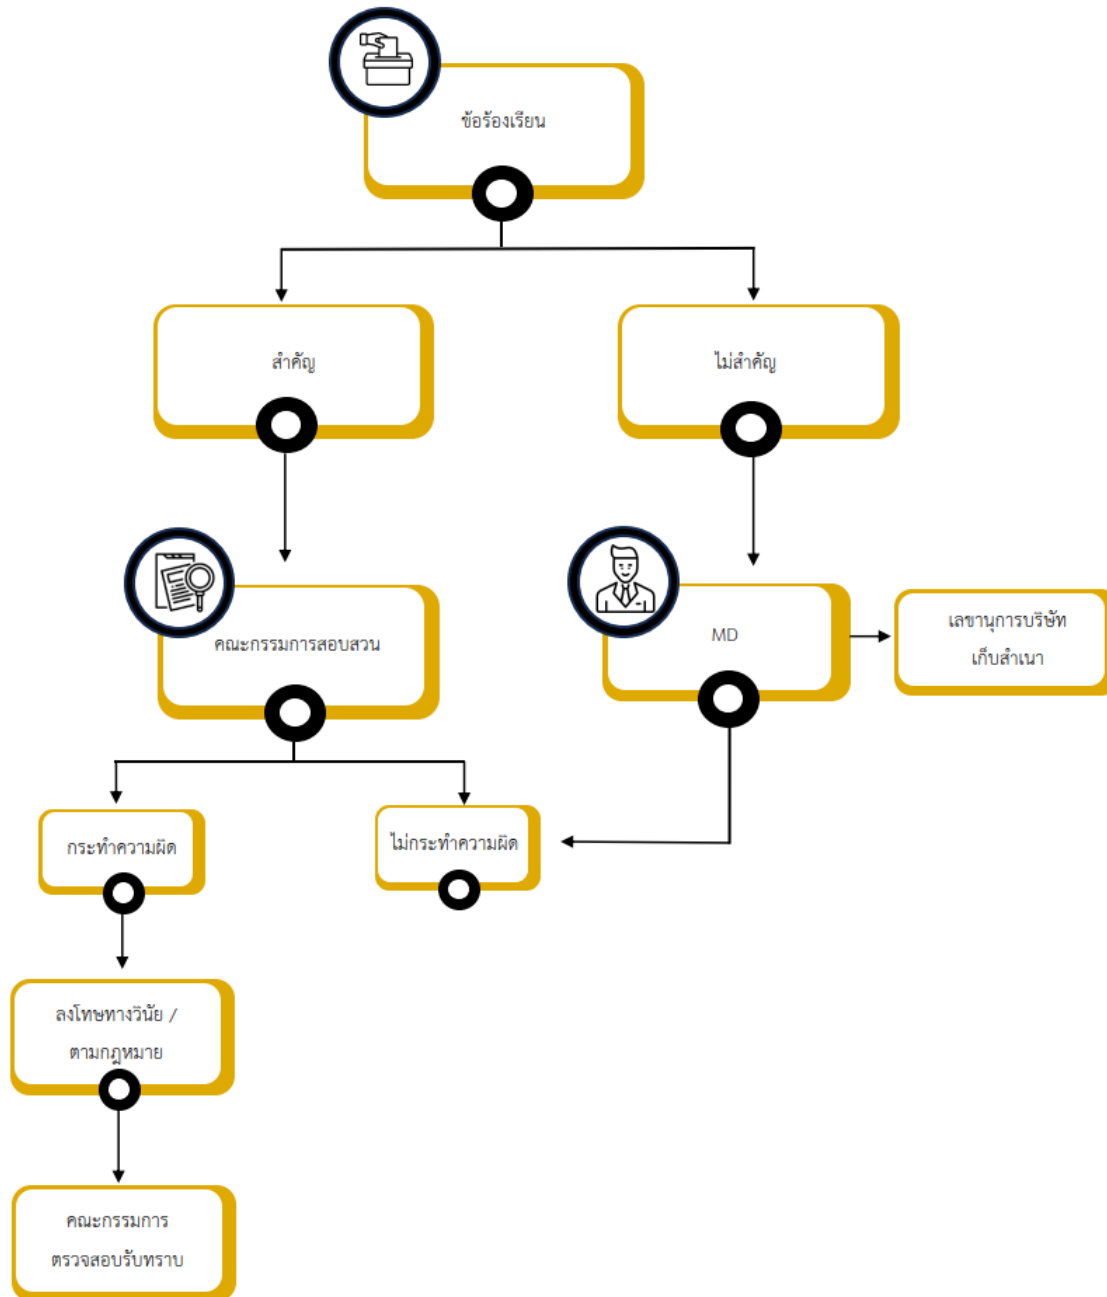 ข้อร้องเรียน
สำคัญ
ไม่สำคัญ
คณะกรรมการสอบสวน
MD
เลขานุการบริษัท
เก็บสำเนา
กระทำความผิด
ไม่กระทำความผิด
ลงโทษทางวินัย /
ตามกฎหมาย
คณะกรรมการ
ตรวจสอบรับทราบ